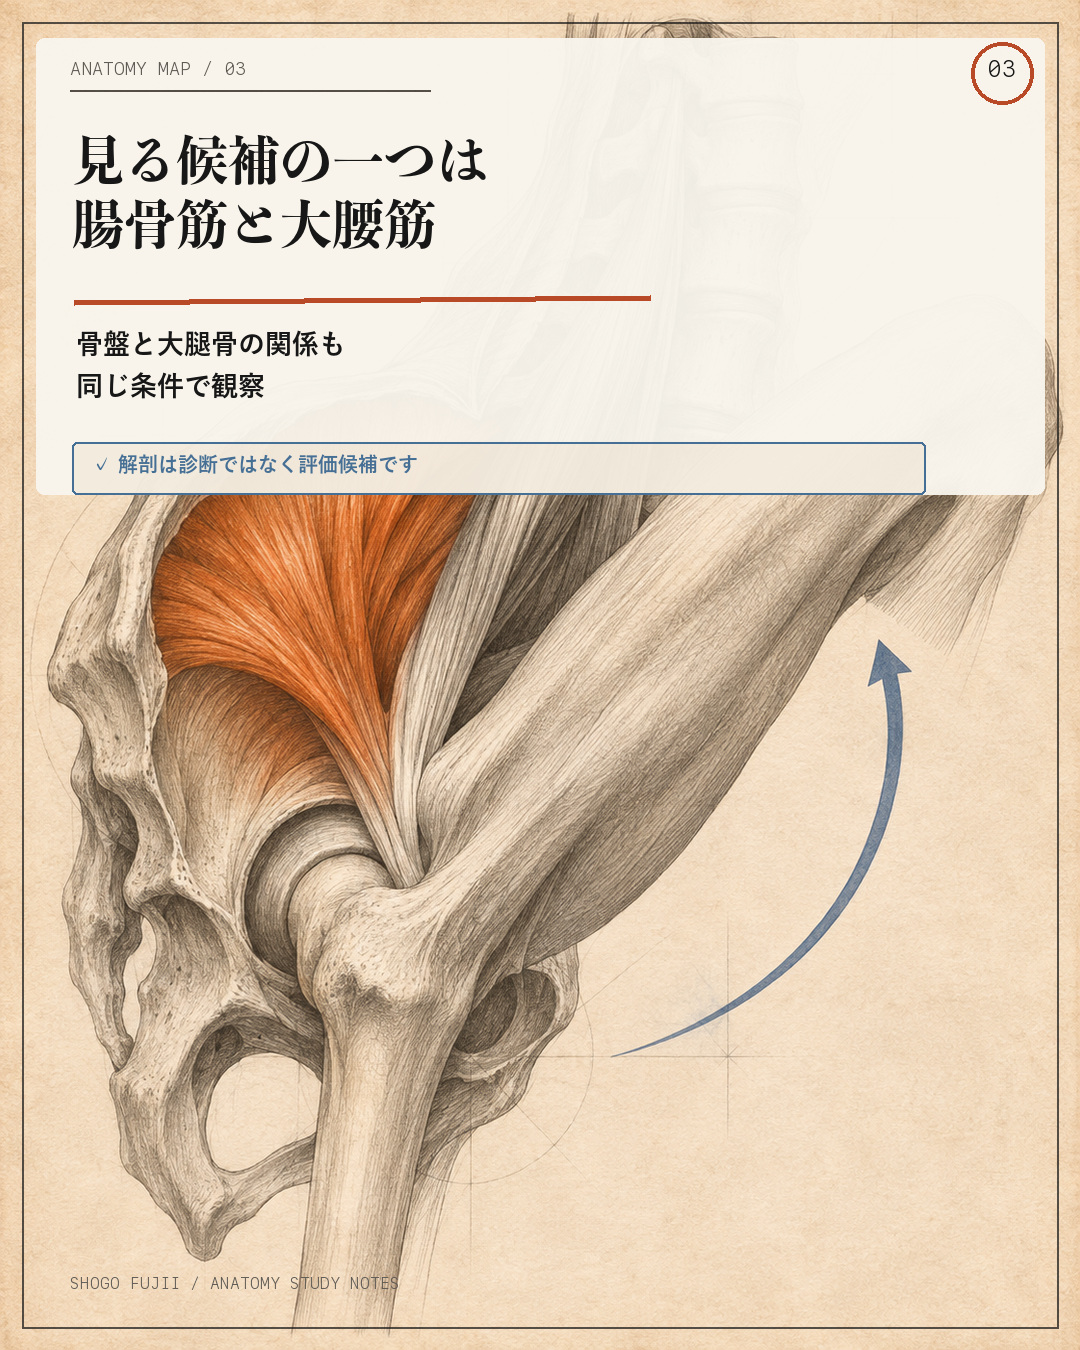 ANATOMY MAP / 03
03
見る候補の一つは
腸骨筋と大腰筋
骨盤と大腿骨の関係も
同じ条件で観察
✓ 解剖は診断ではなく評価候補です
SHOGO FUJII / ANATOMY STUDY NOTES